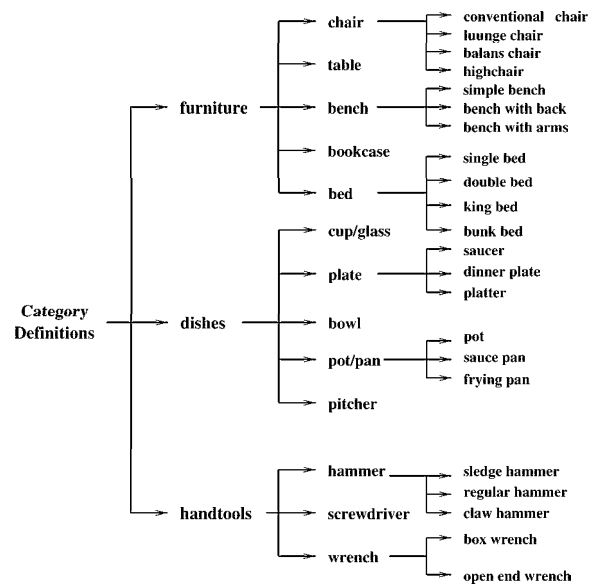 Category
Definitions
furniture
chair
conventional chair
luunge chair
balans chair
highchair
table
bench
simple bench
bench with back
bench with arms
bookcase
bed
single bed
double bed
king bed
bunk bed
dishes
cup/glass
plate
saucer
dinner plate
platter
bowl
pot/pan
pot
sauce pan
frying pan
pitcher
handtools
hammer
sledge hammer
regular hammer
claw hammer
screwdriver
wrench
box wrench
open end wrench